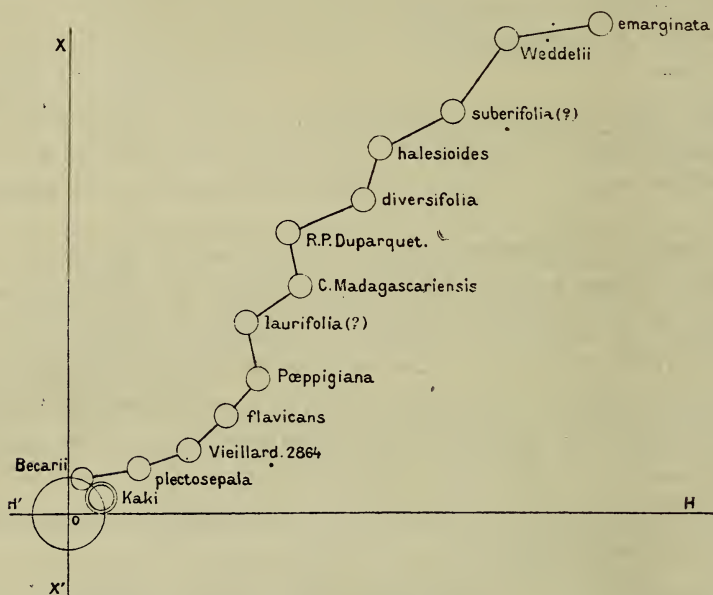 emarginata
X
Weddelii
suberifolia (?)
halesioides
diversifolia
R.P. Duparquet.
C. Madagascariensis
laurifolia (?)
Pœppigiana
flavicans
Vieillard. 2864
Becarii
plectosepala
Kaki
H'
O
H
X'